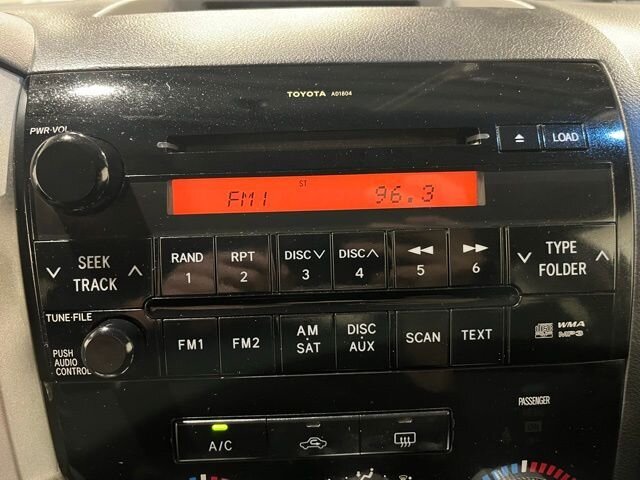 TOYOTA A01804
PWR·VOL
LOAD
ST
FM1 96.3
SEEK
TRACK
RAND
1
RPT
2
DISC
3
DISC
4
5
6
TYPE
FOLDER
TUNE·FILE
PUSH
AUDIO
CONTROL
FM1
FM2
AM
SAT
DISC
AUX
SCAN
TEXT
WMA
MP3
PASSENGER
A/C